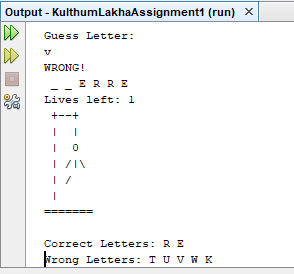 Output - KulthumLakhaAssignment1 (run) ×
Guess Letter:
v
WRONG!
_ _ E R R E
Lives left: 1
 +--+
 |  |
 |  0
 | /|\
 | /
 |
=======
Correct Letters: R E
Wrong Letters: T U V W K